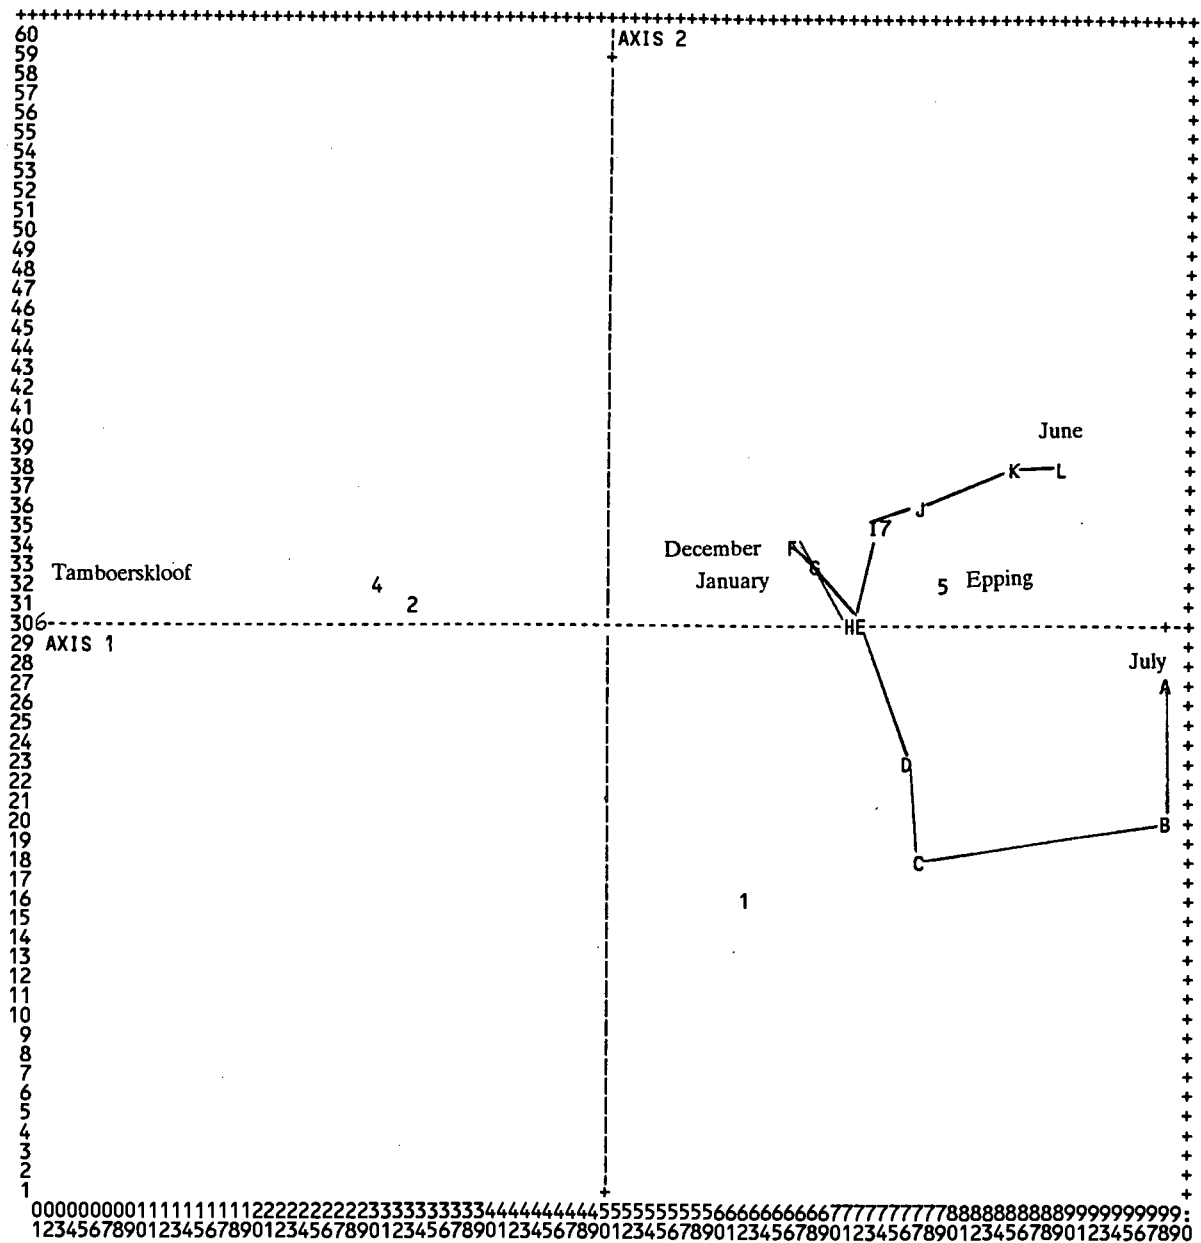 ++++++++++++++++++++++++++++++++++++++++++++++++++++++++++++++++++++++++++++++++++++++++++++++++++++
60 AXIS 2 +
59 + +
58 +
57 +
56 +
55 +
54 +
53 +
52 +
51 +
50 +
49 +
48 +
47 +
46 +
45 +
44 +
43 +
42 +
41 +
40 June +
39 +
38 K L +
37 +
36 J +
35 I7 +
34 December F +
33 Tamboerskloof G +
32 4 January 5 Epping +
31 2 +
306 HE + +
29 AXIS 1 +
28 July +
27 A +
26 +
25 +
24 +
23 D +
22 +
21 +
20 B +
19 +
18 C +
17 +
16 1 +
15 +
14 +
13 +
12 +
11 +
10 +
9 +
8 +
7 +
6 +
5 +
4 +
3 +
2 +
1 + +
0000000001111111111222222222233333333334444444444555555555566666666667777777777888888888899999999999:
1234567890123456789012345678901234567890123456789012345678901234567890123456789012345678901234567890